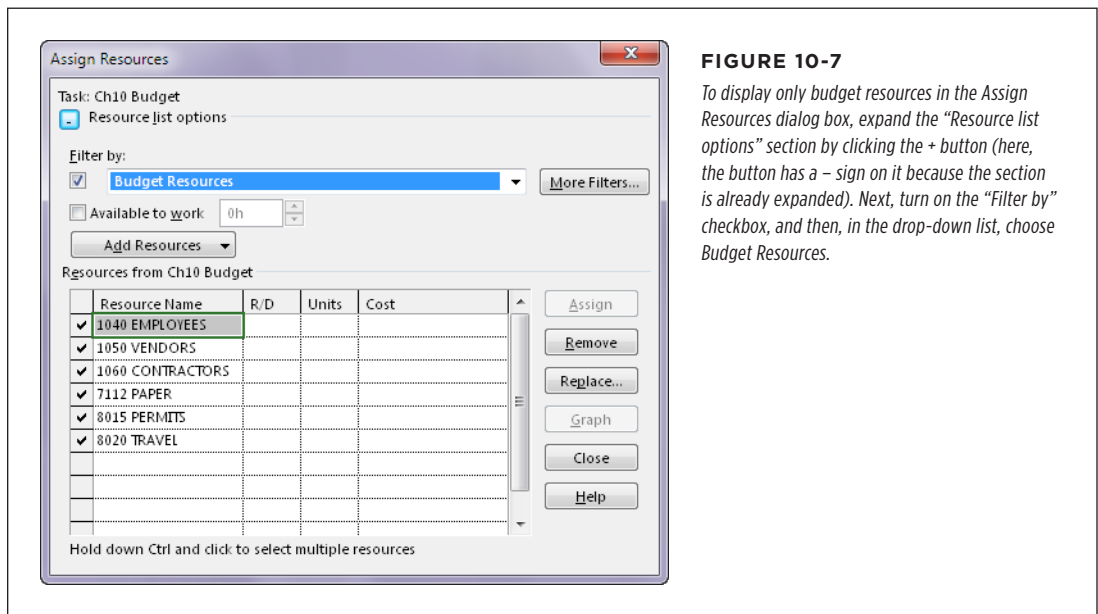 Assign Resources
Task: Ch10 Budget
- Resource list options
Filter by:
Budget Resources
More Filters...
Available to work 0h
Add Resources
Resources from Ch10 Budget
Resource Name R/D Units Cost
1040 EMPLOYEES
1050 VENDORS
1060 CONTRACTORS
7112 PAPER
8015 PERMITS
8020 TRAVEL
Assign
Remove
Replace...
Graph
Close
Help
Hold down Ctrl and click to select multiple resources
FIGURE 10-7
To display only budget resources in the Assign
Resources dialog box, expand the “Resource list
options” section by clicking the + button (here,
the button has a – sign on it because the section
is already expanded). Next, turn on the “Filter by”
checkbox, and then, in the drop-down list, choose
Budget Resources.